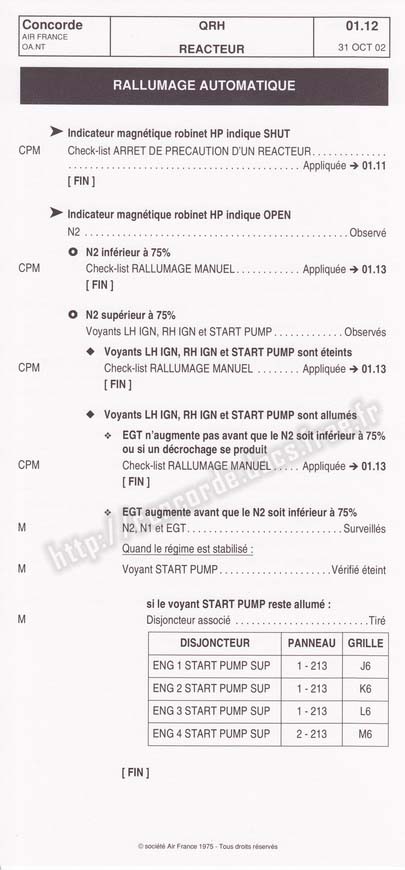 Concorde
AIR FRANCE
OA.NT
QRH
REACTEUR
01.12
31 OCT 02
RALLUMAGE AUTOMATIQUE
➤ Indicateur magnétique robinet HP indique SHUT
CPM Check-list ARRET DE PRECAUTION D'UN REACTEUR . . . . . . . . . . . . . .
. . . . . . . . . . . . . . . . . . . . . . . . . . . . . . . . . . . . . . . . Appliquée ➔ 01.11
[ FIN ]
➤ Indicateur magnétique robinet HP indique OPEN
N2 . . . . . . . . . . . . . . . . . . . . . . . . . . . . . . . . . . . . . . . . . . . . . . . . Observé
N2 inférieur à 75%
CPM Check-list RALLUMAGE MANUEL . . . . . . . . . . . . Appliquée ➔ 01.13
[ FIN ]
N2 supérieur à 75%
Voyants LH IGN, RH IGN et START PUMP . . . . . . . . . . . . . Observés
◆ Voyants LH IGN, RH IGN et START PUMP sont éteints
CPM Check-list RALLUMAGE MANUEL . . . . . . . . Appliquée ➔ 01.13
[ FIN ]
◆ Voyants LH IGN, RH IGN et START PUMP sont allumés
❖ EGT n'augmente pas avant que le N2 soit inférieur à 75%
ou si un décrochage se produit
CPM Check-list RALLUMAGE MANUEL . . . . . Appliquée ➔ 01.13
[ FIN ]
❖ EGT augmente avant que le N2 soit inférieur à 75%
M N2, N1 et EGT . . . . . . . . . . . . . . . . . . . . . . . . . . . . Surveillés
Quand le régime est stabilisé :
M Voyant START PUMP . . . . . . . . . . . . . . . . . . . . Vérifié éteint
si le voyant START PUMP reste allumé :
M Disjoncteur associé . . . . . . . . . . . . . . . . . . . . . . . . Tiré
DISJONCTEUR PANNEAU GRILLE
ENG 1 START PUMP SUP 1 - 213 J6
ENG 2 START PUMP SUP 1 - 213 K6
ENG 3 START PUMP SUP 1 - 213 L6
ENG 4 START PUMP SUP 2 - 213 M6
[ FIN ]
© société Air France 1975 - Tous droits réservés